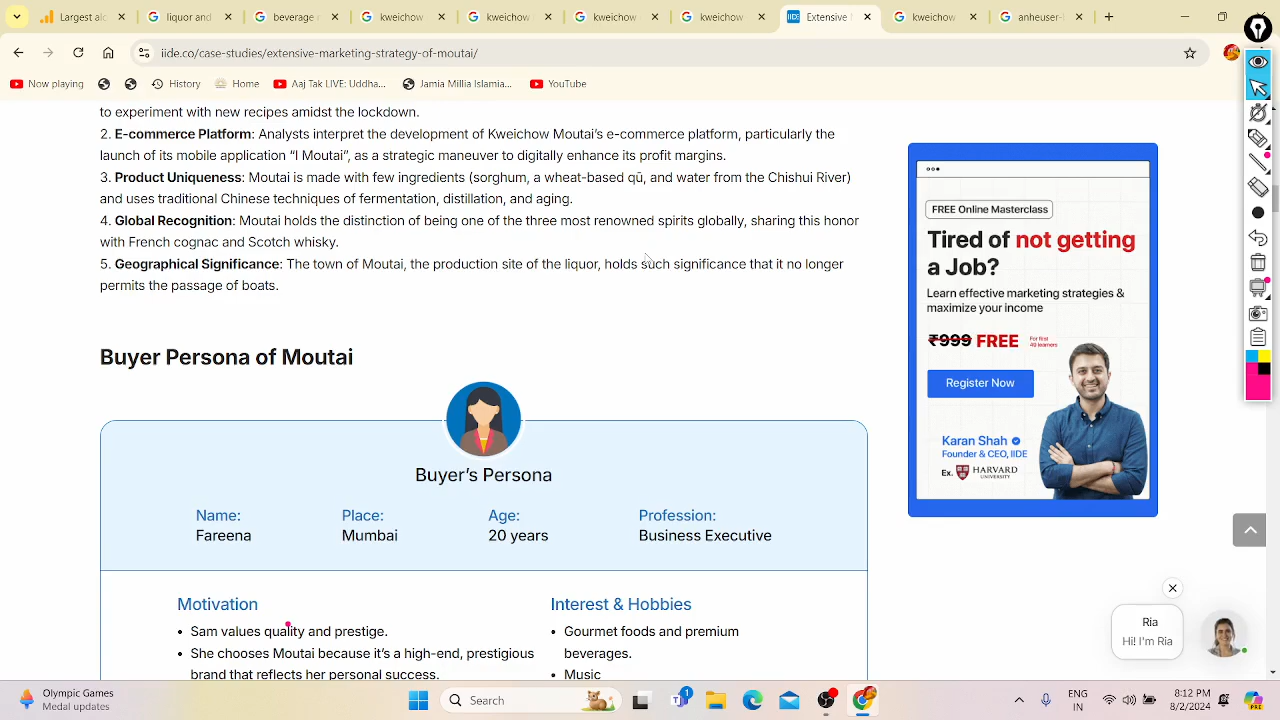 Targetic
liquor gi
beverage
kweichow
kweichow
kweichow
kweichow
Extensive
kweichow
anheuser-
iide.co/case-studies/extensive-marketing-strategy-of-moutai/
Now playing
History
Home
Aaj Tak LIVE: Uddha...
Jamia Millia Islamia...
YouTube
to experiment with new recipes amidst the lockdown.
2. E-commerce Platform: Analysts interpret the development of Kweichow Moutai's e-commerce platform, particularly the
launch of its mobile application "I Moutai", as a strategic maneuver to digitally enhance its profit margins.
3. Product Uniqueness: Moutai is made with few ingredients (sorghum, a what-based qū, and water from the Chishui River)
and uses traditional Chinese techniques of fermentation, distillation, and aging.
4. Global Recognition: Moutai holds the distinction of being one of the three most renowned spirits globally, sharing this honor
with French cognac and Scotch whisky.
5. Geographical Significance: The town of Moutai, the production site of the liquor, holds such significance that it no longer
permits the passage of boats.
Buyer Persona of Moutai
Buyer's Persona
Name:
Fareena
Place:
Mumbai
Age:
20 years
Profession:
Business Executive
Motivation
• Sam values quality and prestige.
• She chooses Moutai because it's a high-end, prestigious
brand that reflects her personal success.
Interest & Hobbies
• Gourmet foods and premium
beverages.
• Music
FREE Online Masterclass
Tired of not getting
a Job?
Learn effective marketing strategies &
maximize your income
₹999 FREE
For first
49 learners
Register Now
Karan Shah
Founder & CEO, IIDE
Ex. HARVARD
UNIVERSITY
Ria
Hi! I'm Ria
Olympic Games
Medal updates
Search
1
ENG
IN
8:12 PM
8/2/2024